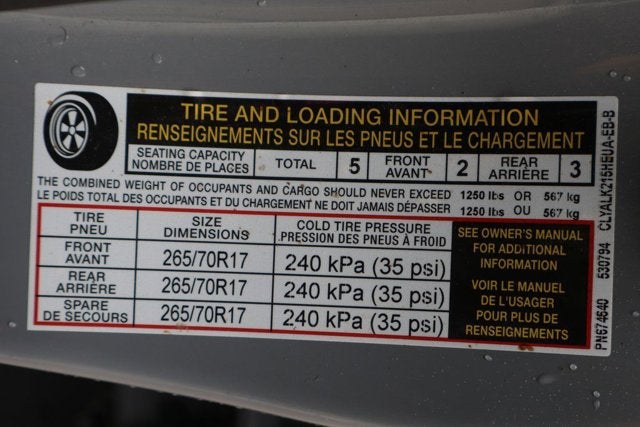 TIRE AND LOADING INFORMATION
RENSEIGNEMENTS SUR LES PNEUS ET LE CHARGEMENT
SEATING CAPACITY
NOMBRE DE PLACES
TOTAL 5
FRONT
AVANT
2
REAR
ARRIÈRE
3
THE COMBINED WEIGHT OF OCCUPANTS AND CARGO SHOULD NEVER EXCEED 1250 lbs OR 567 kg
LE POIDS TOTAL DES OCCUPANTS ET DU CHARGEMENT NE DOIT JAMAIS DÉPASSER 1250 lbs OU 567 kg
TIRE
PNEU
SIZE
DIMENSIONS
COLD TIRE PRESSURE
PRESSION DES PNEUS À FROID
FRONT
AVANT
265/70R17
240 kPa (35 psi)
REAR
ARRIÈRE
265/70R17
240 kPa (35 psi)
SPARE
DE SECOURS
265/70R17
240 kPa (35 psi)
SEE OWNER'S MANUAL
FOR ADDITIONAL
INFORMATION
VOIR LE MANUEL
DE L'USAGER
POUR PLUS DE
RENSEIGNEMENTS
PN674640 530794 CLYALK215HEUA-EB-B